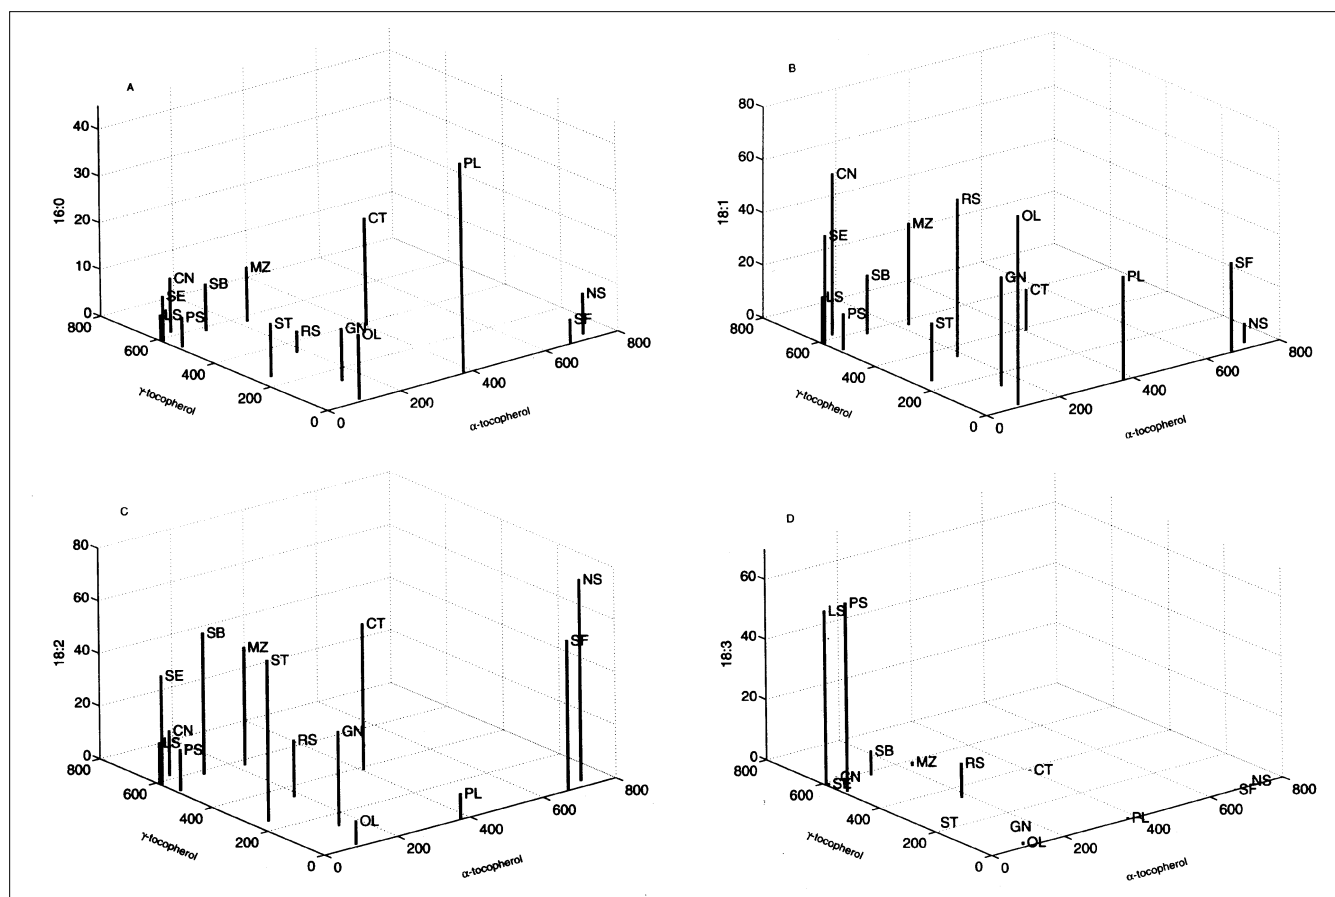 A
40
30
20
10
0
16:0
800
600
400
200
0
γ-tocopherol
0
200
400
600
800
α-tocopherol
CN
SE
LS
PS
SB
MZ
ST
RS
GN
OL
CT
PL
NS
SF
B
80
60
40
20
0
18:1
800
600
400
200
0
γ-tocopherol
0
200
400
600
800
α-tocopherol
CN
SE
LS
PS
SB
MZ
RS
ST
GN
OL
CT
PL
SF
NS
C
80
60
40
20
0
18:2
800
600
400
200
0
γ-tocopherol
0
200
400
600
800
α-tocopherol
SE
CN
LS
PS
SB
MZ
ST
RS
GN
OL
CT
PL
SF
NS
D
60
40
20
0
18:3
800
600
400
200
0
γ-tocopherol
0
200
400
600
800
α-tocopherol
LS
PS
SB
CN
SE
MZ
RS
ST
GN
OL
CT
PL
SF
NS